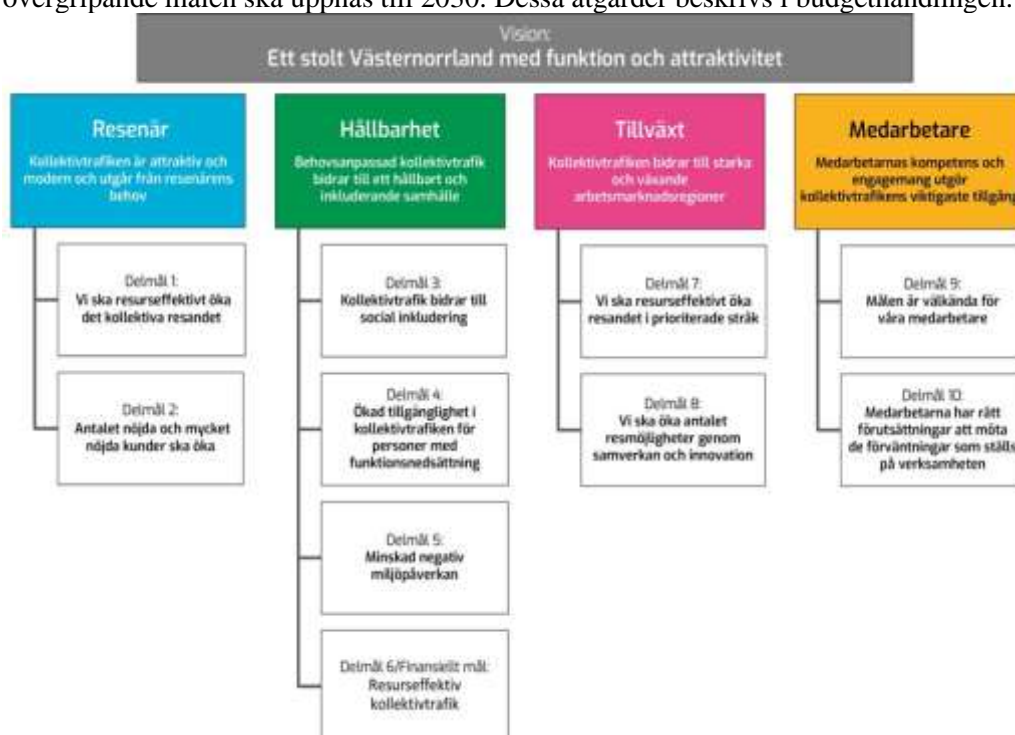 övergripande målen ska uppnås till 2030. Dessa åtgärder beskrivs i budgethandlingen.
Vision:
Ett stolt Västernorrland med funktion och attraktivitet
Resenär
Kollektivtrafiken är attraktiv och
modern och utgår från resenärens
behov
Delmål 1:
Vi ska resurseffektivt öka
det kollektiva resandet
Delmål 2:
Antalet nöjda och mycket
nöjda kunder ska öka
Hållbarhet
Behovsanpassad kollektivtrafik
bidrar till ett hållbart och
inkluderande samhälle
Delmål 3:
Kollektivtrafik bidrar till
social inkludering
Delmål 4:
Ökad tillgänglighet i
kollektivtrafiken för
personer med
funktionsnedsättning
Delmål 5:
Minskad negativ
miljöpåverkan
Delmål 6/Finansiellt mål:
Resurseffektiv
kollektivtrafik
Tillväxt
Kollektivtrafiken bidrar till starka
och växande
arbetsmarknadsregioner
Delmål 7:
Vi ska resurseffektivt öka
resandet i prioriterade stråk
Delmål 8:
Vi ska öka antalet
resmöjligheter genom
samverkan och innovation
Medarbetare
Medarbetarnas kompetens och
engagemang utgör
kollektivtrafikens viktigaste tillgång
Delmål 9:
Målen är välkända för
våra medarbetare
Delmål 10:
Medarbetarna har rätt
förutsättningar att möta
de förväntningar som ställs
på verksamheten